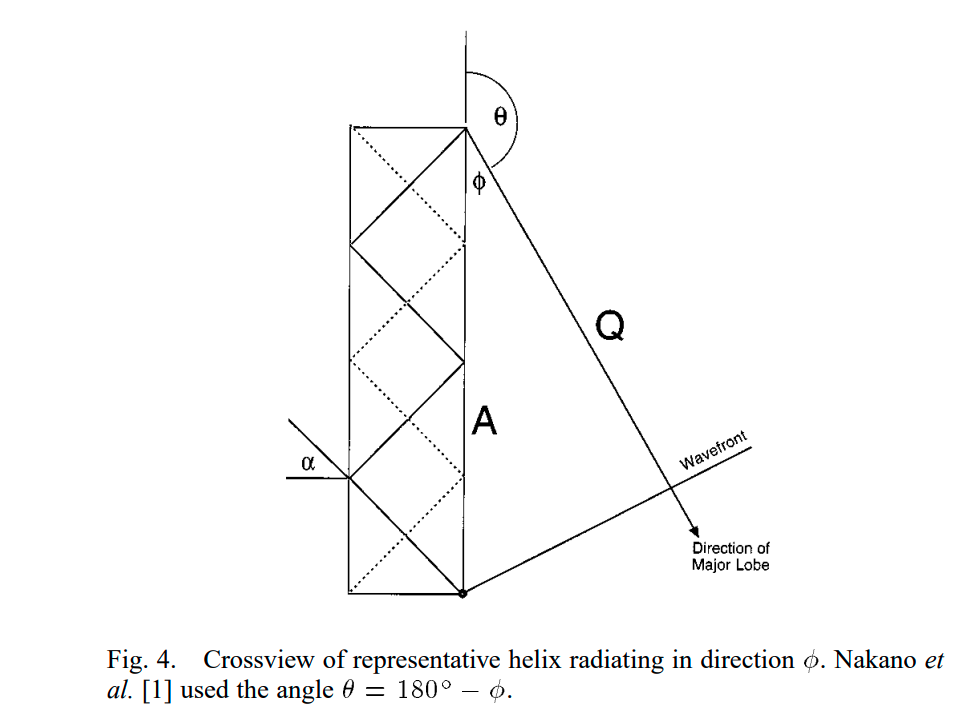 θ
ϕ
Q
A
Wavefront
α
Direction of
Major Lobe
Fig. 4. Crossview of representative helix radiating in direction ϕ. Nakano et
al. [1] used the angle θ = 180° − ϕ.